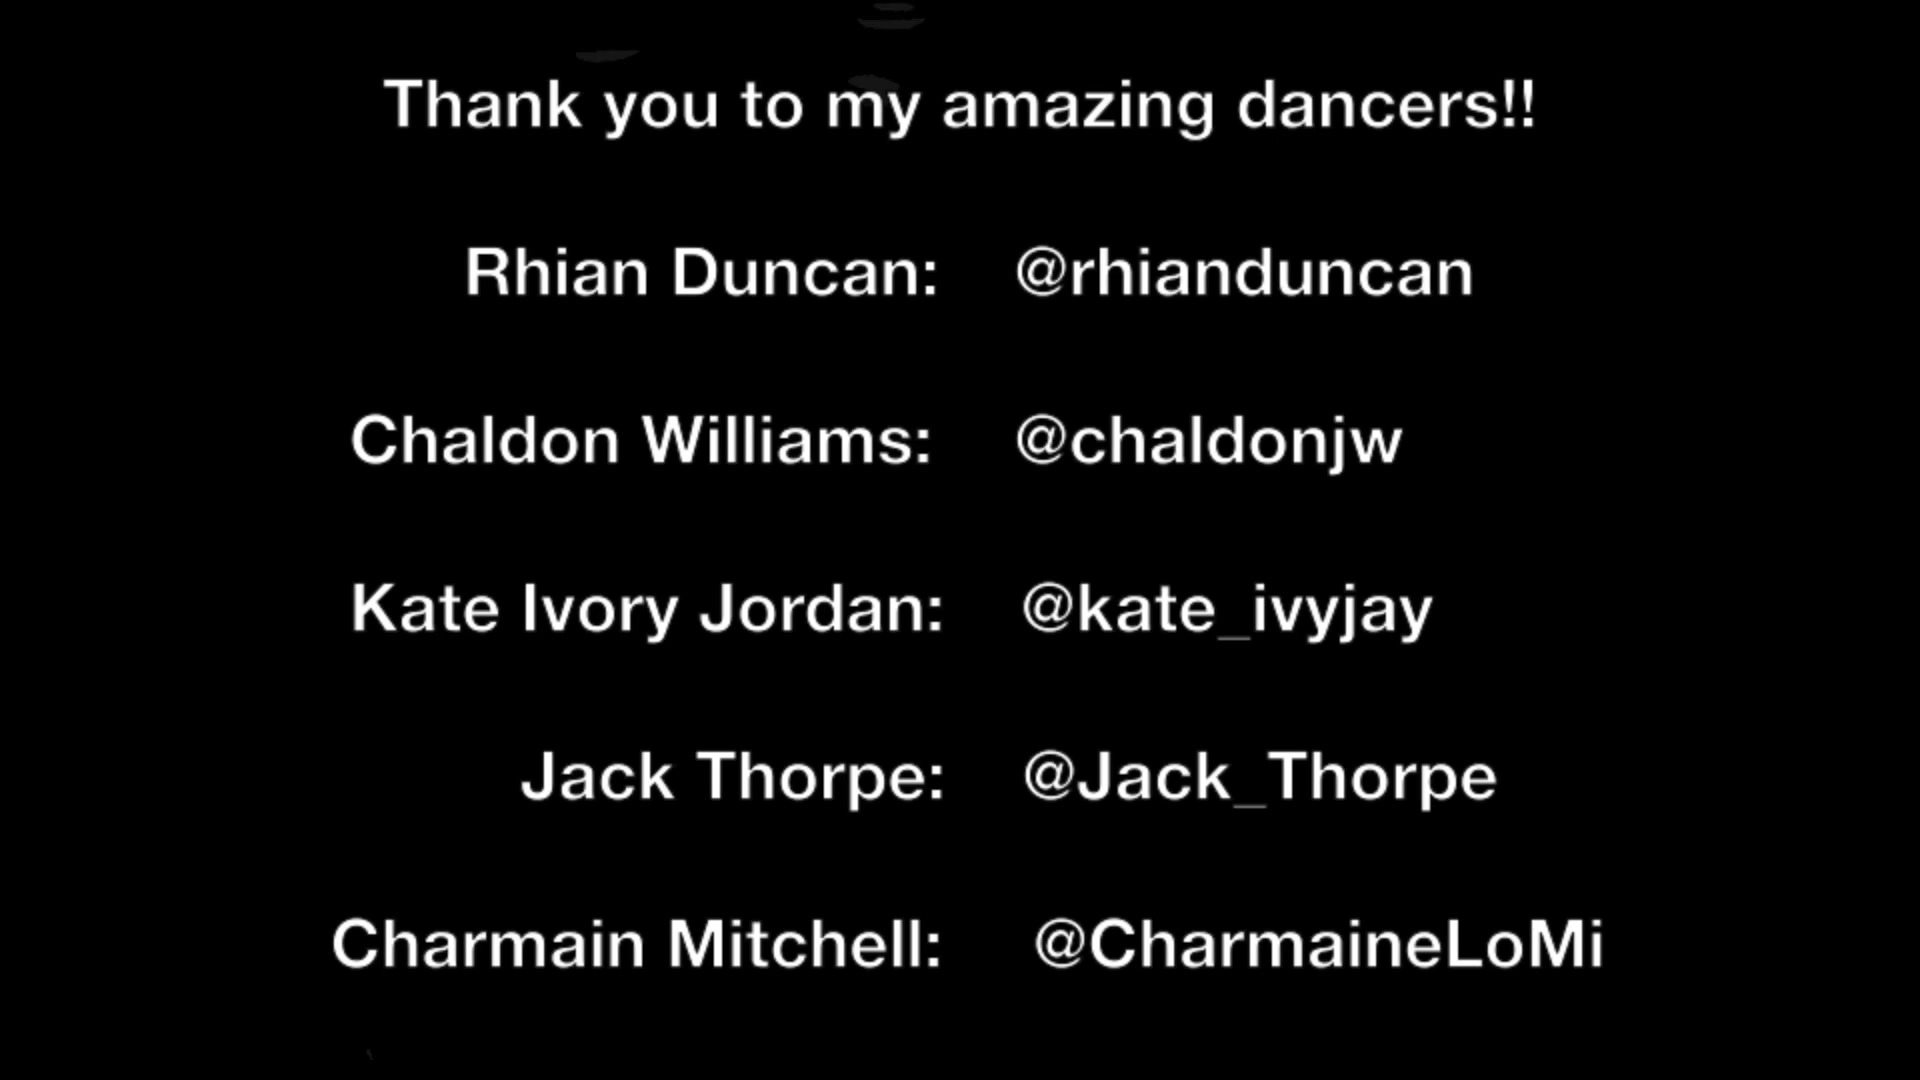 Thank you to my amazing dancers!!
Rhian Duncan: @rhianduncan
Chaldon Williams: @chaldonjw
Kate Ivory Jordan: @kate_ivyjay
Jack Thorpe: @Jack_Thorpe
Charmain Mitchell: @CharmaineLoMi